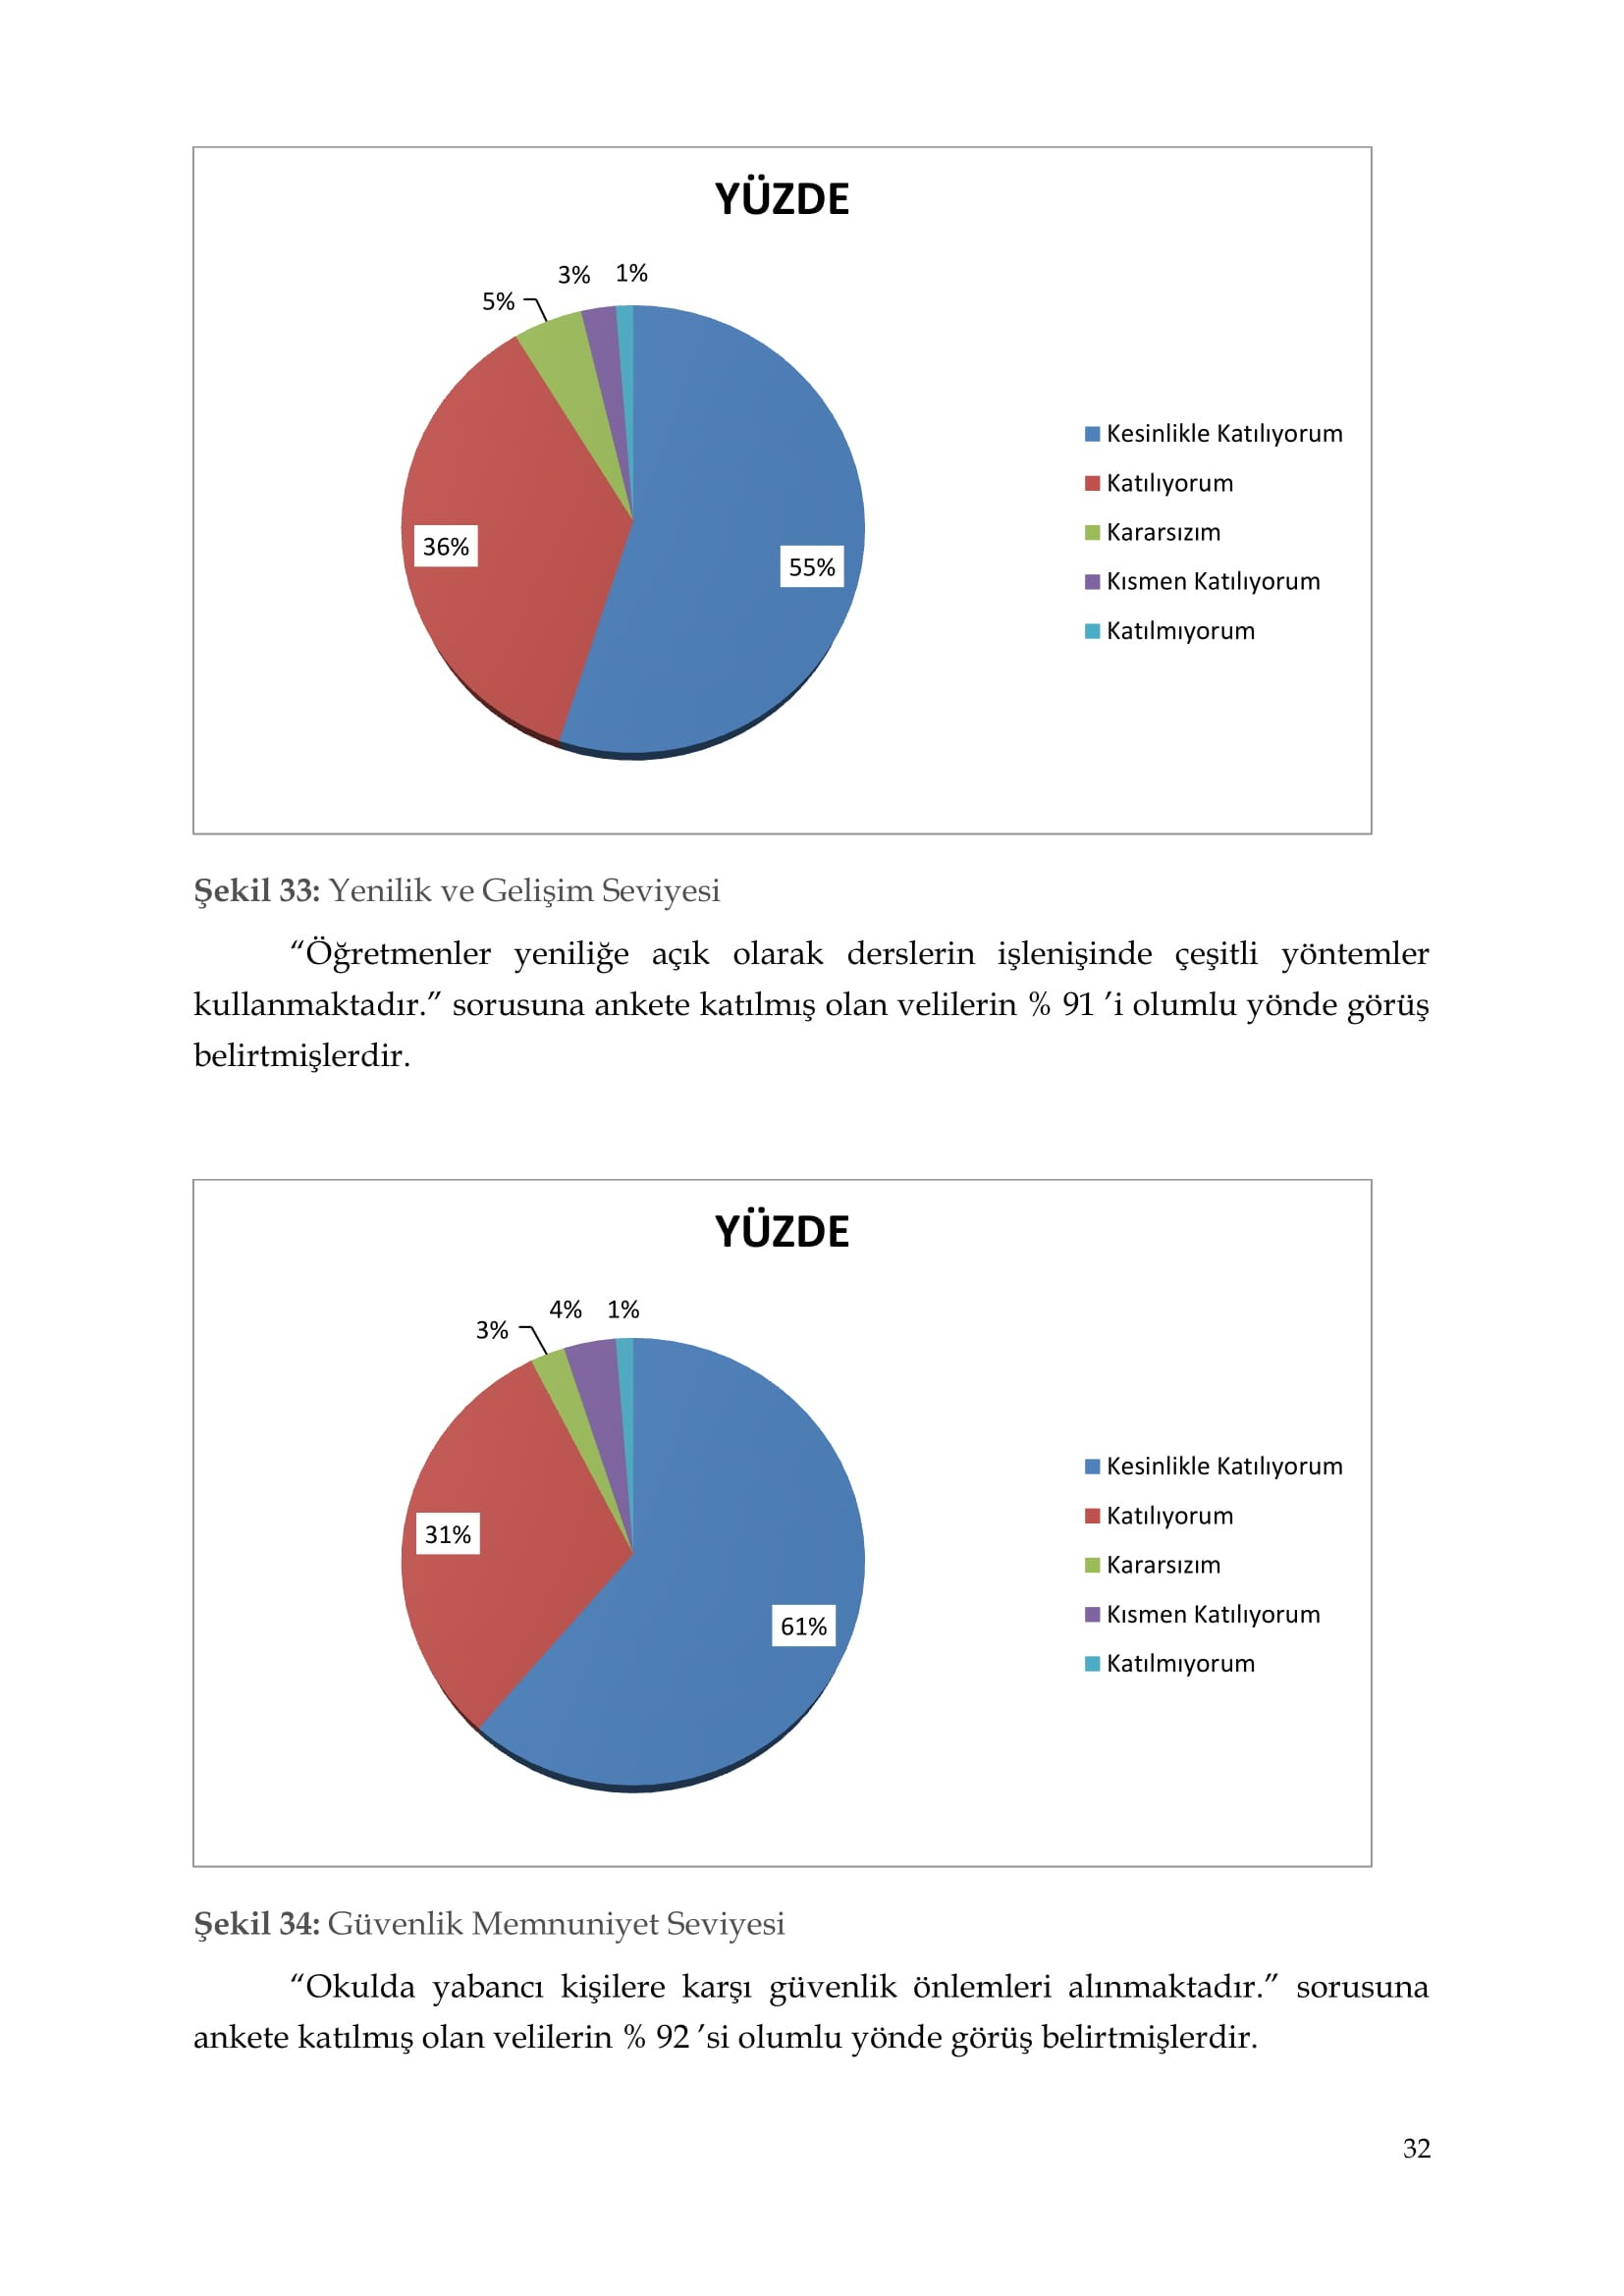 YÜZDE
3% 1%
5%
36%
55%
Kesinlikle Katılıyorum
Katılıyorum
Kararsızım
Kısmen Katılıyorum
Katılmıyorum
Şekil 33: Yenilik ve Gelişim Seviyesi
“Öğretmenler yeniliğe açık olarak derslerin işlenişinde çeşitli yöntemler
kullanmaktadır.” sorusuna ankete katılmış olan velilerin % 91 ’i olumlu yönde görüş
belirtmişlerdir.
YÜZDE
4% 1%
3%
31%
61%
Kesinlikle Katılıyorum
Katılıyorum
Kararsızım
Kısmen Katılıyorum
Katılmıyorum
Şekil 34: Güvenlik Memnuniyet Seviyesi
“Okulda yabancı kişilere karşı güvenlik önlemleri alınmaktadır.” sorusuna
ankete katılmış olan velilerin % 92 ’si olumlu yönde görüş belirtmişlerdir.
32